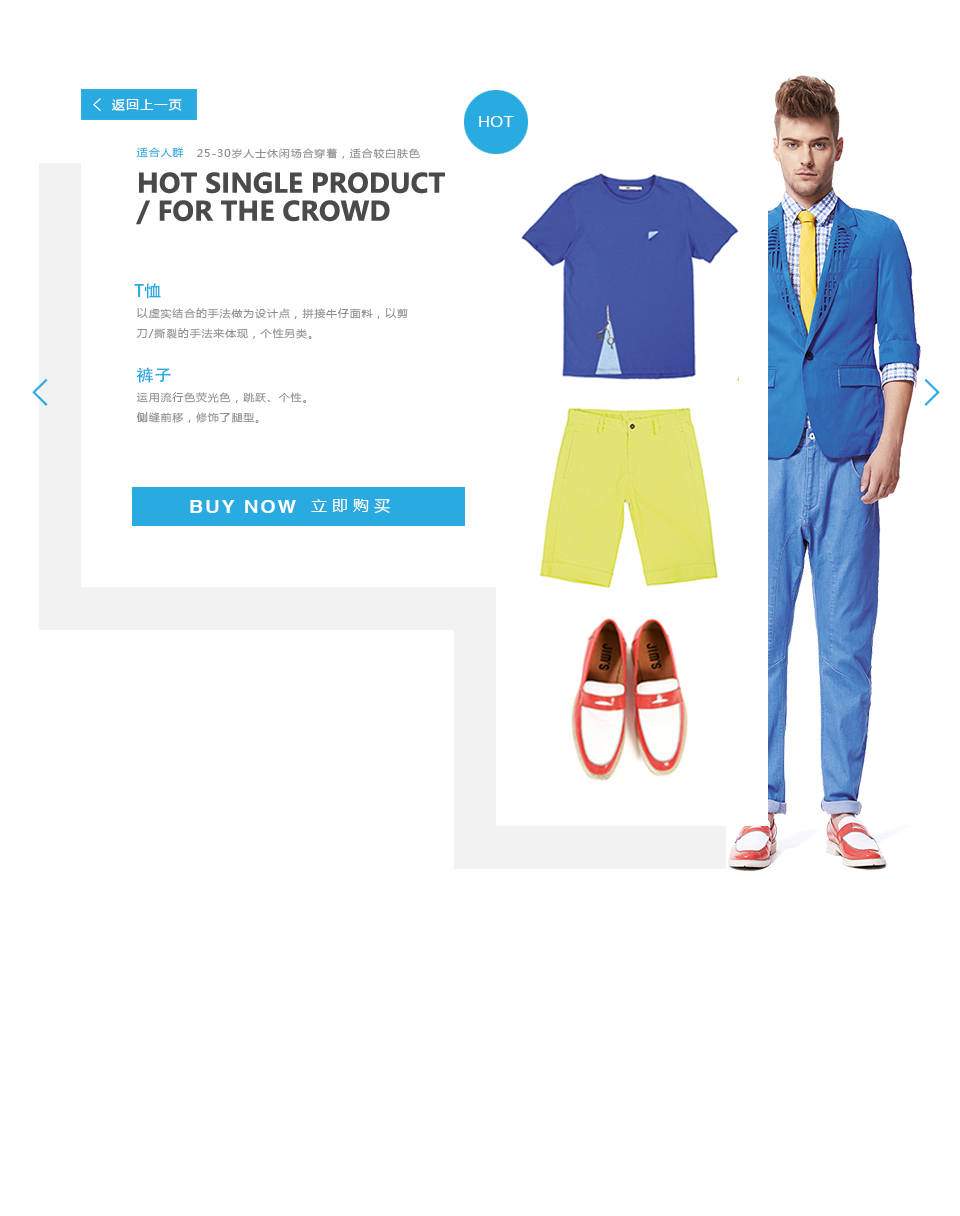 返回上一页
HOT
适合人群 25-30岁人士休闲场合穿着，适合较白肤色
HOT SINGLE PRODUCT
/ FOR THE CROWD
T恤
以虚实结合的手法做为设计点，拼接牛仔面料，以剪
刀/撕裂的手法来体现，个性另类。
裤子
运用流行色荧光色，跳跃、个性。
侧缝前移，修饰了腿型。
BUY NOW 立即购买
JIM'S
JIM'S